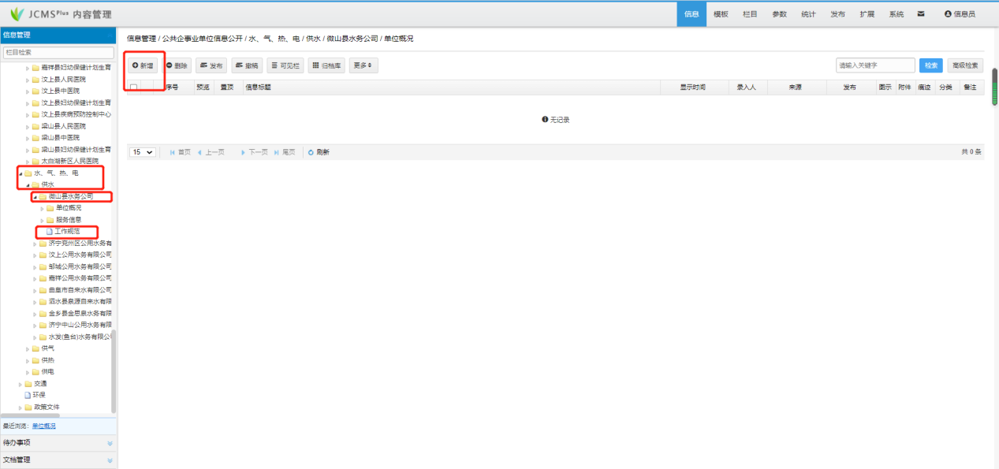 JCMSPlus 内容管理
信息 模板 栏目 参数 统计 发布 扩展 系统 信息员
信息管理
信息管理 / 公共企事业单位信息公开 / 水、气、热、电 / 供水 / 微山县水务公司 / 单位概况
栏目检索
新增 删除 发布 撤稿 可见栏 归档库 更多
请输入关键字 检索 高级检索
序号 预览 置顶 信息标题 显示时间 录入人 来源 发布 图示 附件 痕迹 分类 备注
无记录
15 首页 上一页 下一页 尾页 刷新 共 0 条
嘉祥县妇幼保健计划生育
汶上县人民医院
汶上县中医院
汶上县妇幼保健计划生育
汶上县疾病预防控制中心
梁山县人民医院
梁山县中医院
梁山县妇幼保健计划生育
太白湖新区人民医院
水、气、热、电
供水
微山县水务公司
单位概况
服务信息
工作规范
济宁兖州区公用水务有
汶上公用水务有限公司
邹城公用水务有限公司
嘉祥公用水务有限公司
曲阜市自来水有限公司
泗水县泉源自来水有限
金乡县金思泉水务有限
济宁中山公用水务有限
水发(鱼台)水务有限公
供气
供热
供电
交通
环保
政策文件
最近浏览： 单位概况
待办事项
文档管理